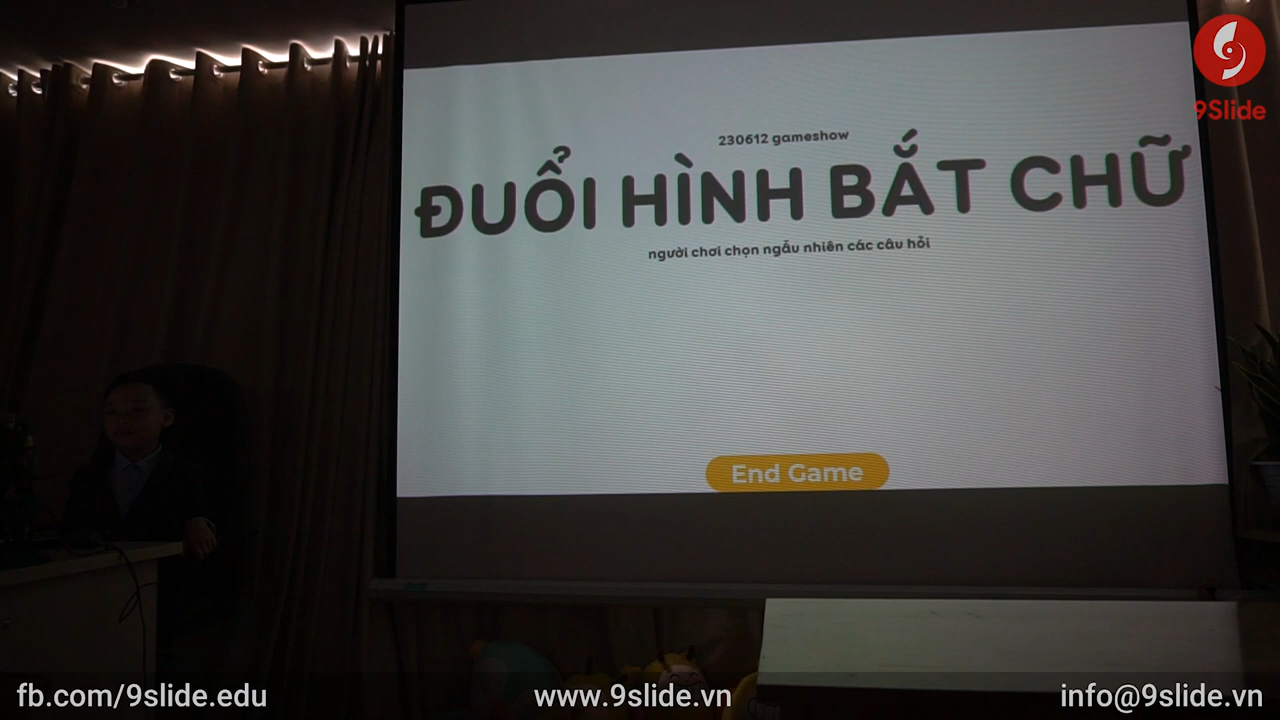 9Slide
230612 gameshow
ĐUỔI HÌNH BẮT CHỮ
người chơi chọn ngẫu nhiên các câu hỏi
End Game
fb.com/9slide.edu
www.9slide.vn
info@9slide.vn